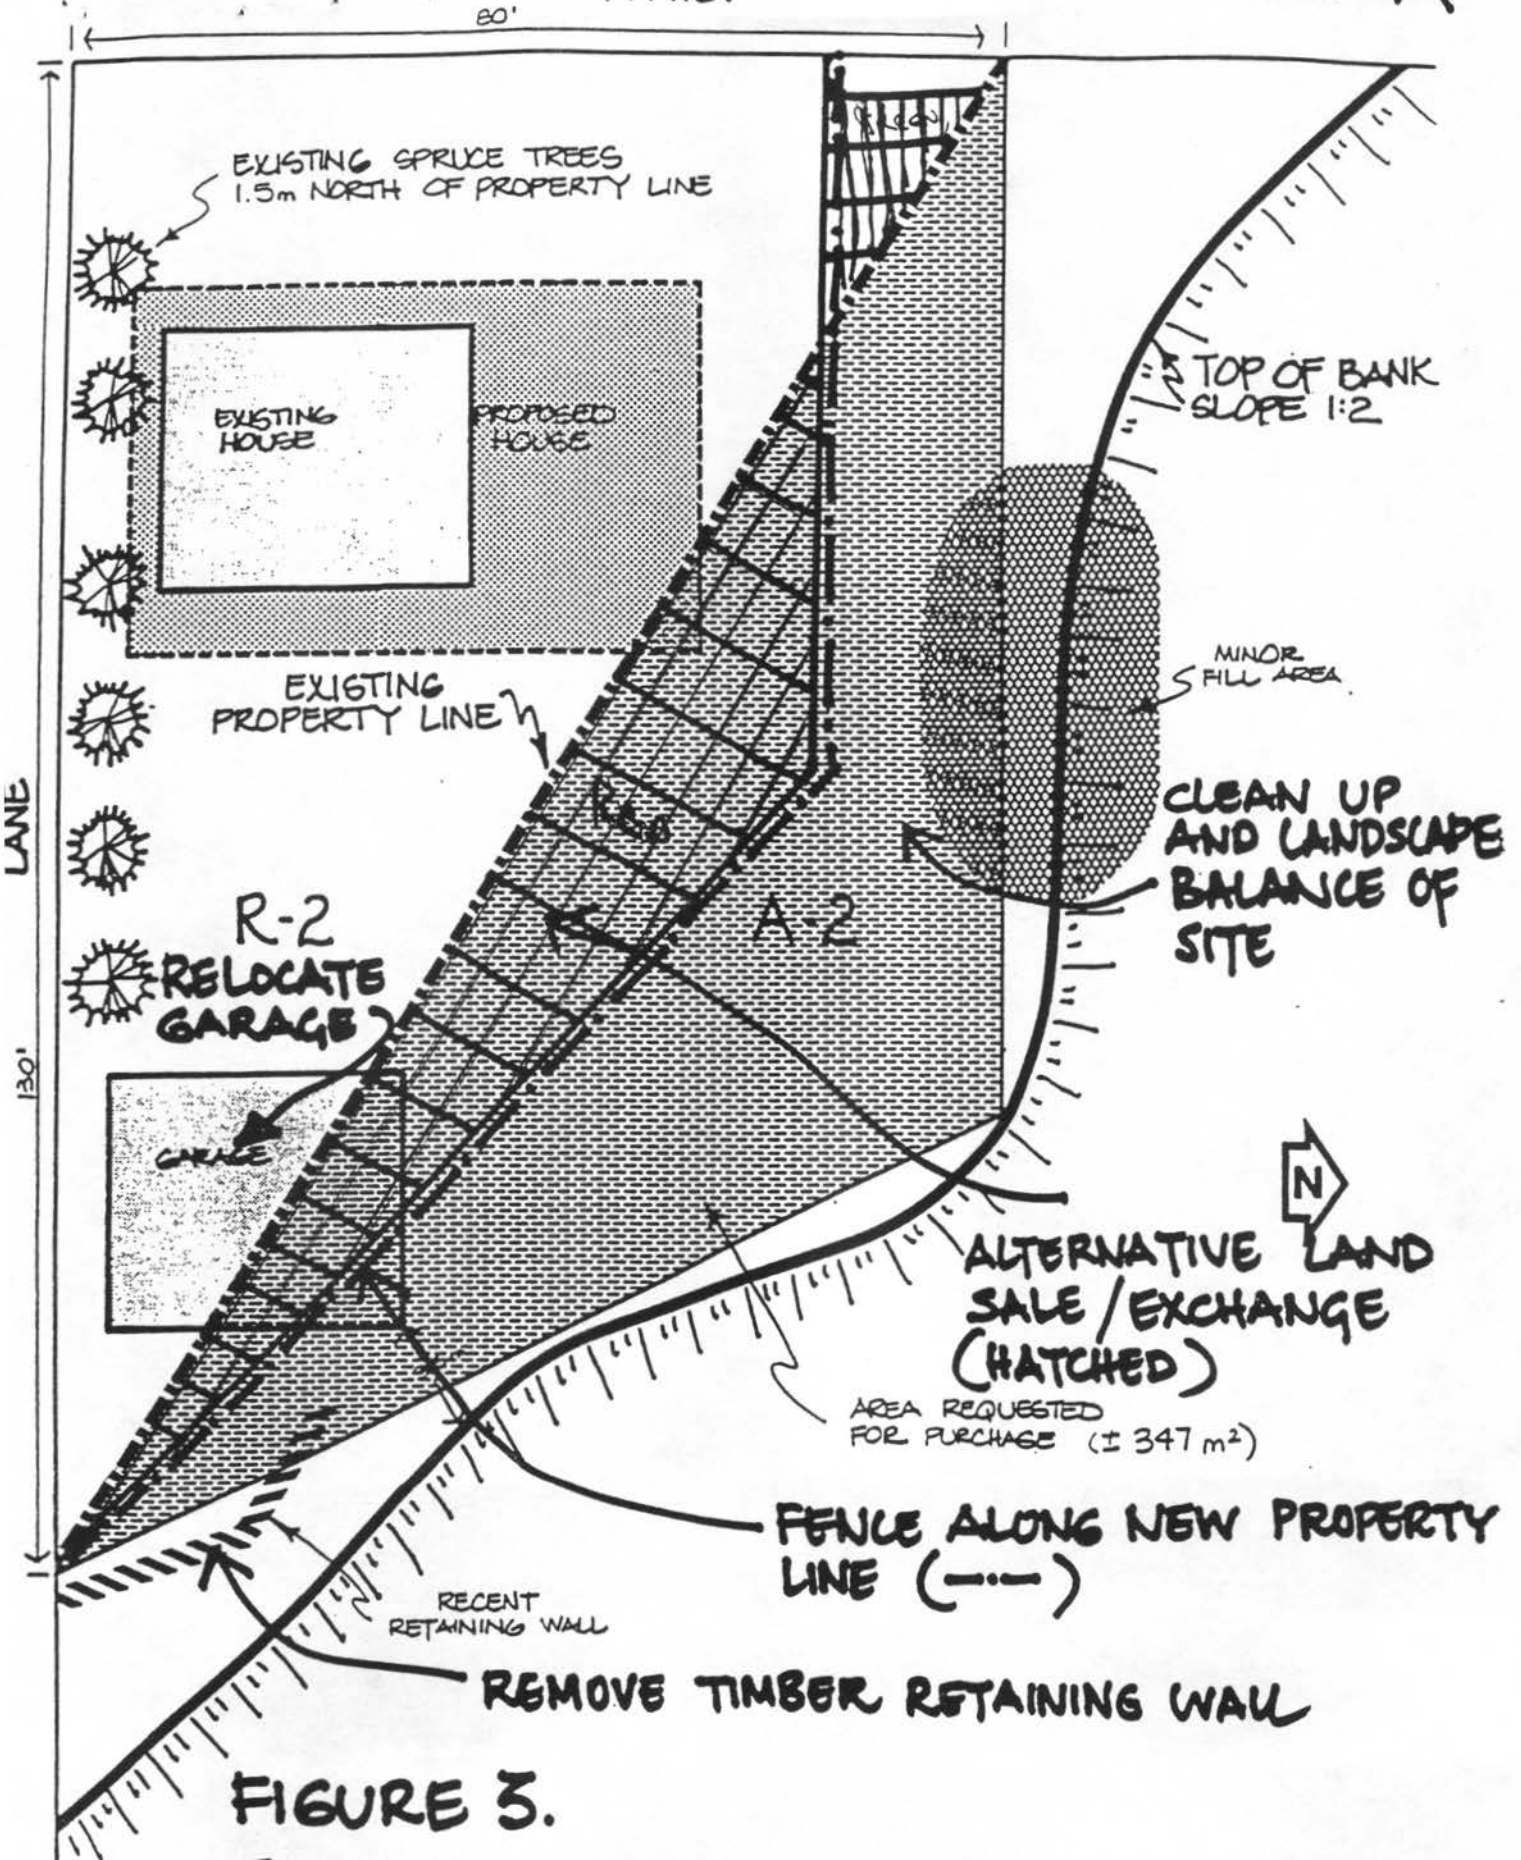 80'
EXISTING SPRUCE TREES
1.5m NORTH OF PROPERTY LINE
TOP OF BANK
SLOPE 1:2
EXISTING
HOUSE
PROPOSED
HOUSE
MINOR
FILL AREA
EXISTING
PROPERTY LINE
CLEAN UP
AND LANDSCAPE
BALANCE OF
SITE
LANE
R-2
A-2
RELOCATE
GARAGE
130'
GARAGE
N
ALTERNATIVE LAND
SALE/EXCHANGE
(HATCHED)
AREA REQUESTED
FOR PURCHASE (± 347 m²)
FENCE ALONG NEW PROPERTY
LINE (—·—)
RECENT
RETAINING WALL
REMOVE TIMBER RETAINING WALL
FIGURE 3.